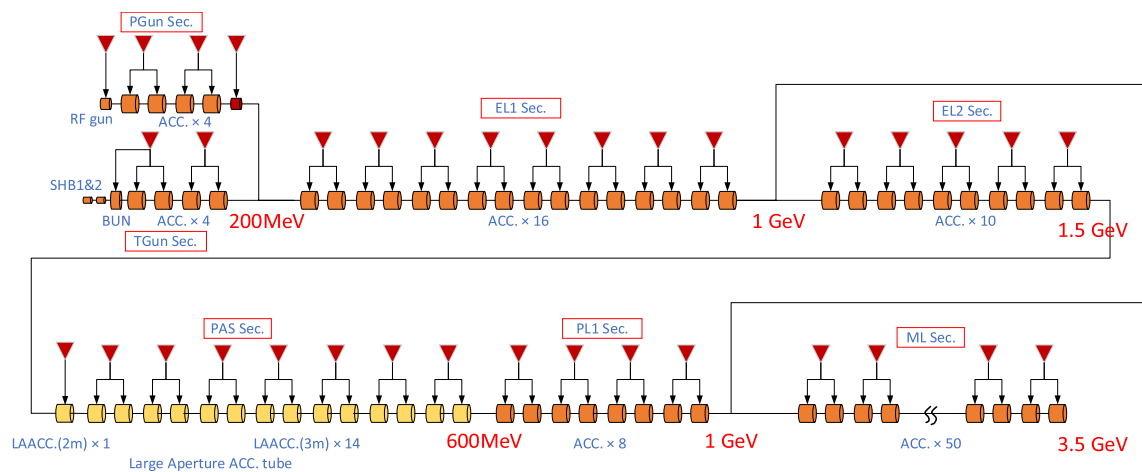 PGun Sec.
RF gun
ACC. × 4
EL1 Sec.
EL2 Sec.
SHB1&2
BUN
ACC. × 4
200MeV
TGun Sec.
ACC. × 16
1 GeV
ACC. × 10
1.5 GeV
PAS Sec.
PL1 Sec.
ML Sec.
LAACC.(2m) × 1
LAACC.(3m) × 14
600MeV
ACC. × 8
1 GeV
ACC. × 50
3.5 GeV
Large Aperture ACC. tube